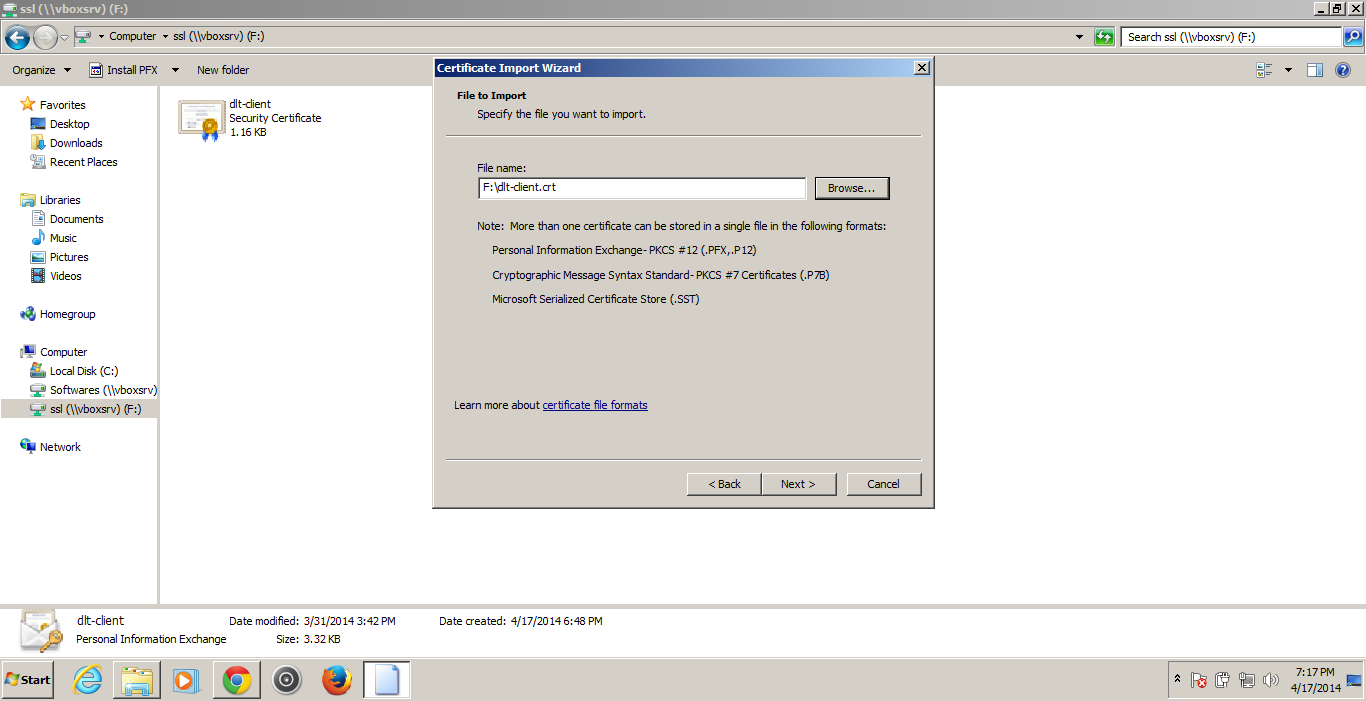 ssl (\\vboxsrv) (F:)
Computer ssl (\\vboxsrv) (F:)
Search ssl (\\vboxsrv) (F:)
Organize Install PFX New folder
Favorites
Desktop
Downloads
Recent Places
Libraries
Documents
Music
Pictures
Videos
Homegroup
Computer
Local Disk (C:)
Softwares (\\vboxsrv)
ssl (\\vboxsrv) (F:)
Network
dlt-client
Security Certificate
1.16 KB
Certificate Import Wizard
File to Import
Specify the file you want to import.
File name:
F:\dlt-client.crt
Browse...
Note: More than one certificate can be stored in a single file in the following formats:
Personal Information Exchange- PKCS #12 (.PFX,.P12)
Cryptographic Message Syntax Standard- PKCS #7 Certificates (.P7B)
Microsoft Serialized Certificate Store (.SST)
Learn more about certificate file formats
< Back Next > Cancel
dlt-client Date modified: 3/31/2014 3:42 PM Date created: 4/17/2014 6:48 PM
Personal Information Exchange Size: 3.32 KB
Start
7:17 PM
4/17/2014